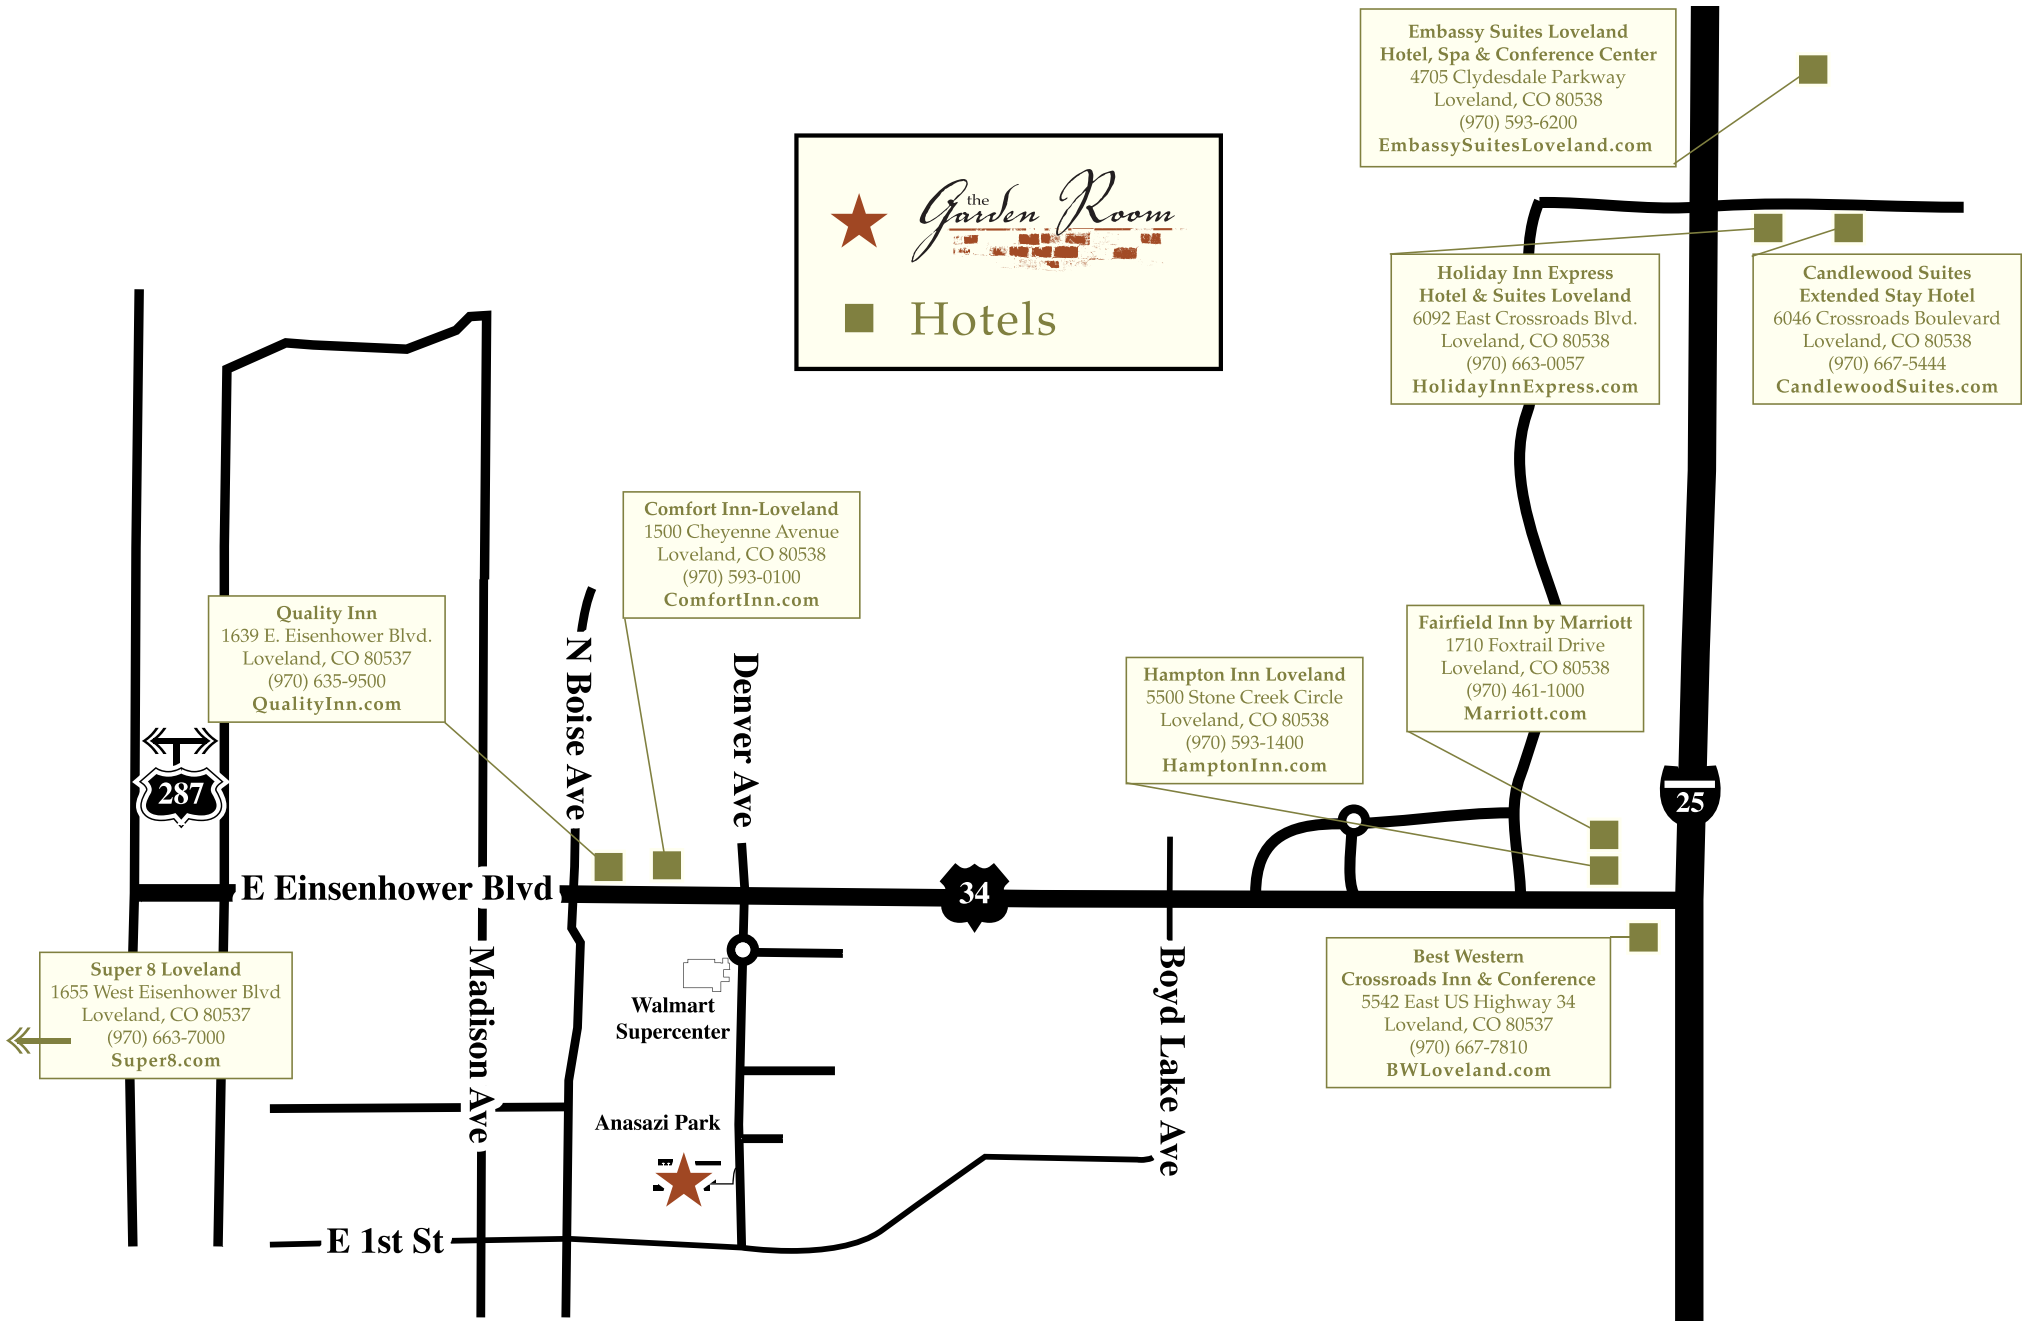 Embassy Suites Loveland
Hotel, Spa & Conference Center
4705 Clydesdale Parkway
Loveland, CO 80538
(970) 593-6200
EmbassySuitesLoveland.com
the
Garden Room
Hotels
Holiday Inn Express
Hotel & Suites Loveland
6092 East Crossroads Blvd.
Loveland, CO 80538
(970) 663-0057
HolidayInnExpress.com
Candlewood Suites
Extended Stay Hotel
6046 Crossroads Boulevard
Loveland, CO 80538
(970) 667-5444
CandlewoodSuites.com
Comfort Inn-Loveland
1500 Cheyenne Avenue
Loveland, CO 80538
(970) 593-0100
ComfortInn.com
Quality Inn
1639 E. Eisenhower Blvd.
Loveland, CO 80537
(970) 635-9500
QualityInn.com
N Boise Ave
Denver Ave
Hampton Inn Loveland
5500 Stone Creek Circle
Loveland, CO 80538
(970) 593-1400
HamptonInn.com
Fairfield Inn by Marriott
1710 Foxtrail Drive
Loveland, CO 80538
(970) 461-1000
Marriott.com
287
25
E Einsenhower Blvd
34
Super 8 Loveland
1655 West Eisenhower Blvd
Loveland, CO 80537
(970) 663-7000
Super8.com
Madison Ave
Walmart
Supercenter
Boyd Lake Ave
Best Western
Crossroads Inn & Conference
5542 East US Highway 34
Loveland, CO 80537
(970) 667-7810
BWLoveland.com
Anasazi Park
E 1st St